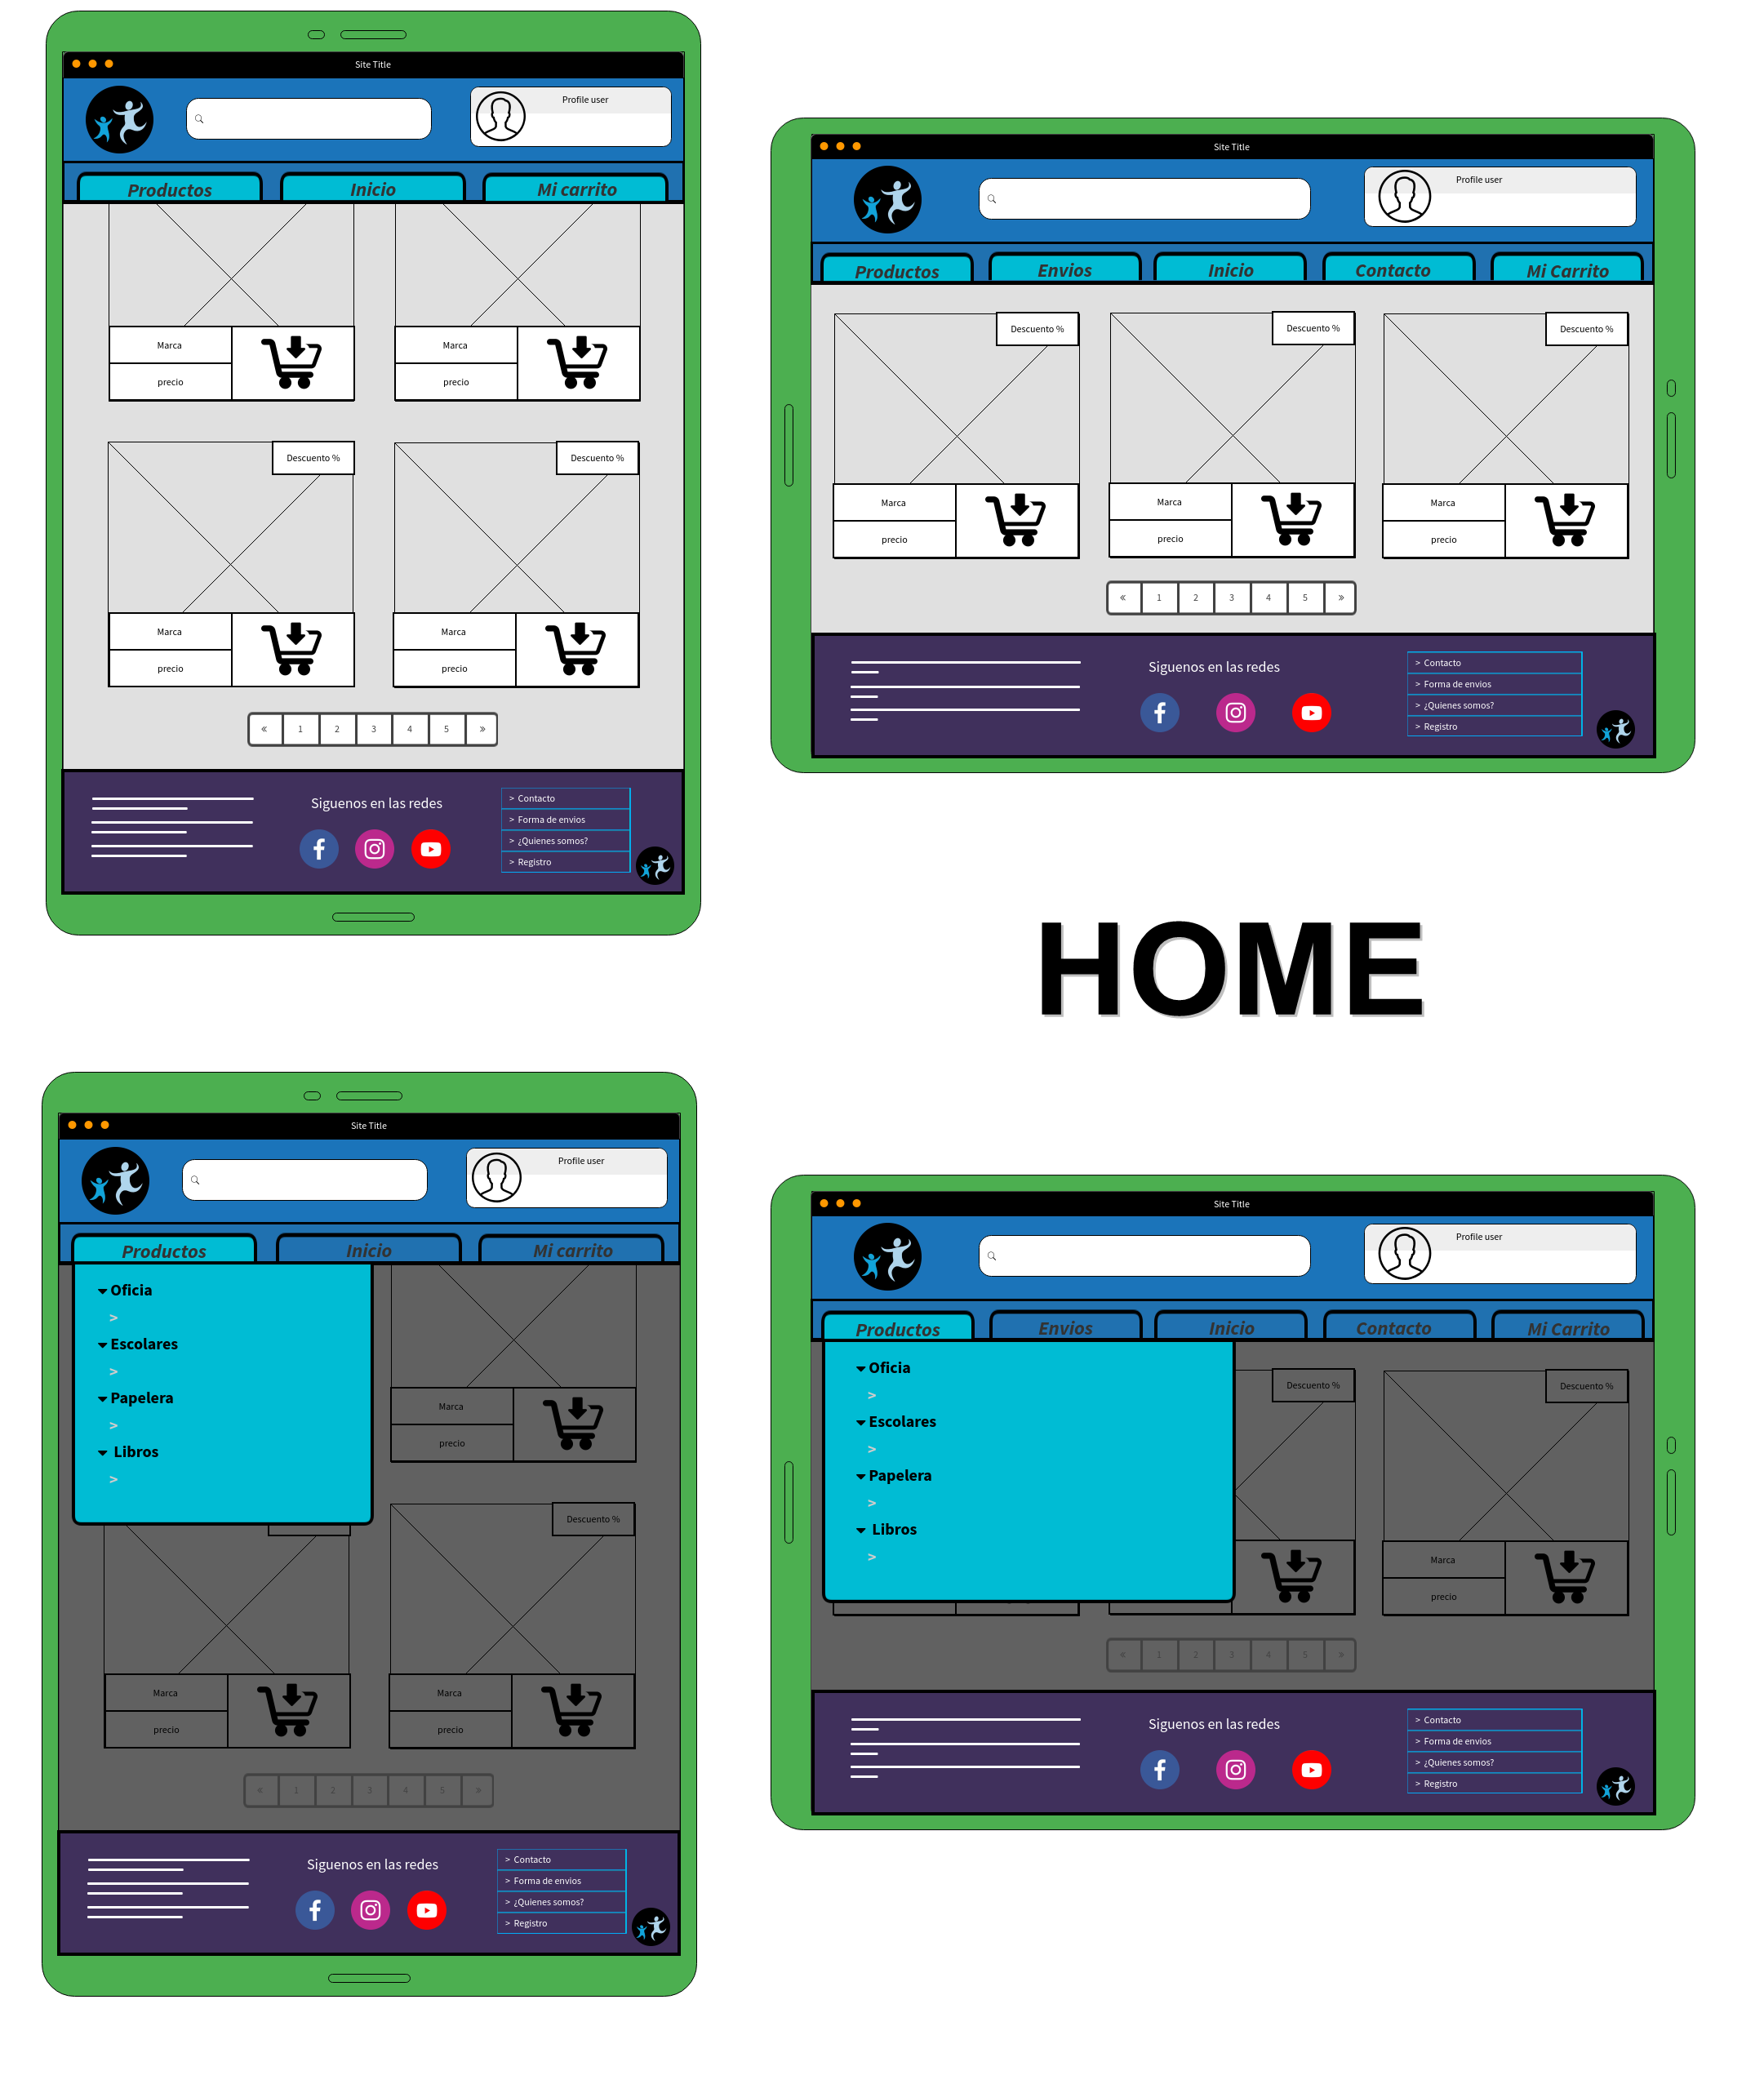 Site Title
Profile user
Productos Inicio Mi carrito
Marca Marca
precio precio
Descuento % Descuento %
Marca Marca
precio precio
« 1 2 3 4 5 »
Siguenos en las redes
> Contacto
> Forma de envios
> ¿Quienes somos?
> Registro
Site Title
Profile user
Productos Envios Inicio Contacto Mi Carrito
Descuento % Descuento % Descuento %
Marca Marca Marca
precio precio precio
« 1 2 3 4 5 »
Siguenos en las redes
> Contacto
> Forma de envios
> ¿Quienes somos?
> Registro
HOME
Site Title
Profile user
Productos Inicio Mi carrito
Oficia
>
Escolares
>
Papelera
>
Libros
>
Marca
precio
Descuento %
Marca Marca
precio precio
« 1 2 3 4 5 »
Siguenos en las redes
> Contacto
> Forma de envios
> ¿Quienes somos?
> Registro
Site Title
Profile user
Productos Envios Inicio Contacto Mi Carrito
Oficia
>
Escolares
>
Papelera
>
Libros
>
Descuento % Descuento %
Marca
precio
« 1 2 3 4 5 »
Siguenos en las redes
> Contacto
> Forma de envios
> ¿Quienes somos?
> Registro